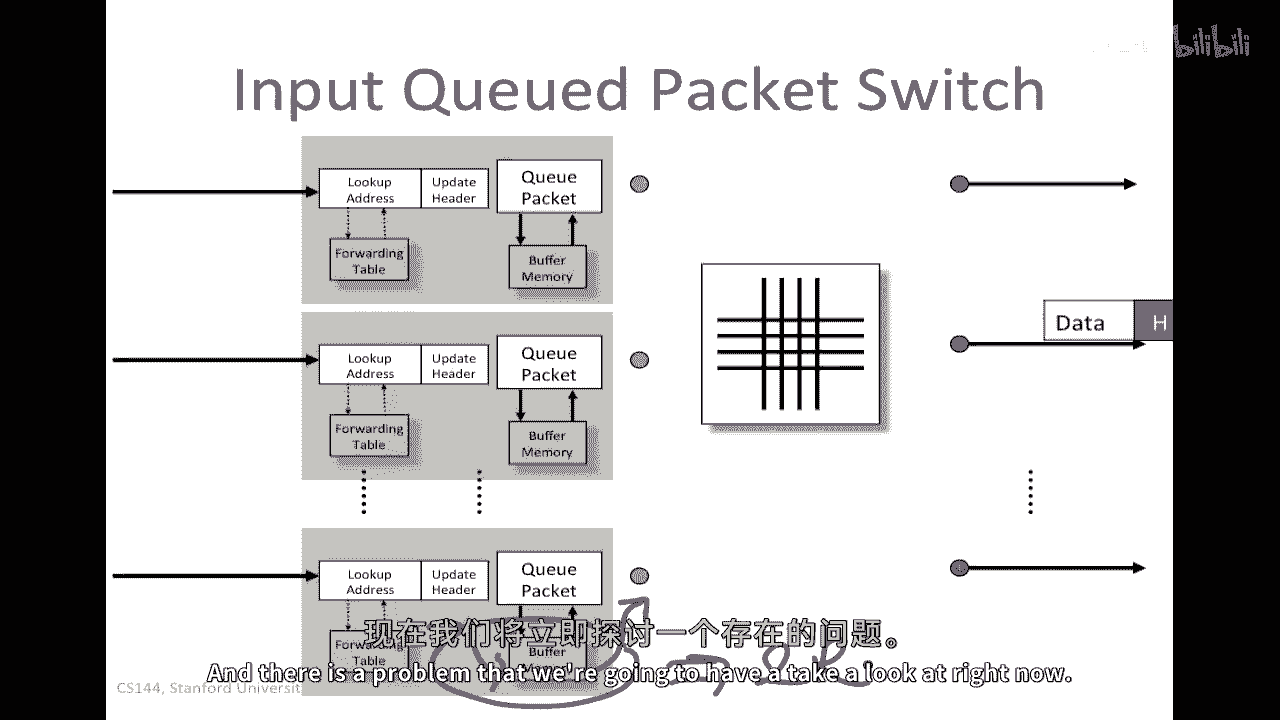 bilibili
Input Queued Packet Switch
Lookup
Address
Update
Header
Queue
Packet
Forwarding
Table
Buffer
Memory
Data
H
Lookup
Address
Update
Header
Queue
Packet
Forwarding
Table
Buffer
Memory
Lookup
Address
Update
Header
Queue
Packet
Forwarding
Table
Buffer
Memory
现在我们将立即探讨一个存在的问题。
And there is a problem that we're going to have a take a look at right now.
CS144, Stanford Universit